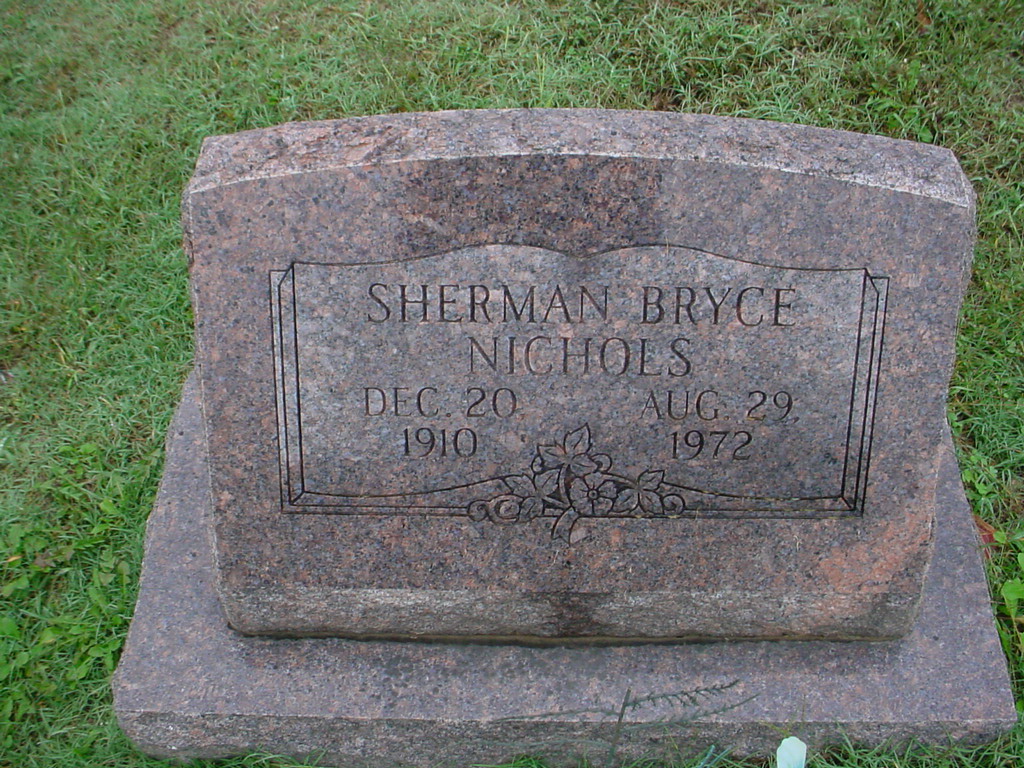 SHERMAN BRYCE
NICHOLS
DEC. 20 AUG. 29,
1910 1972